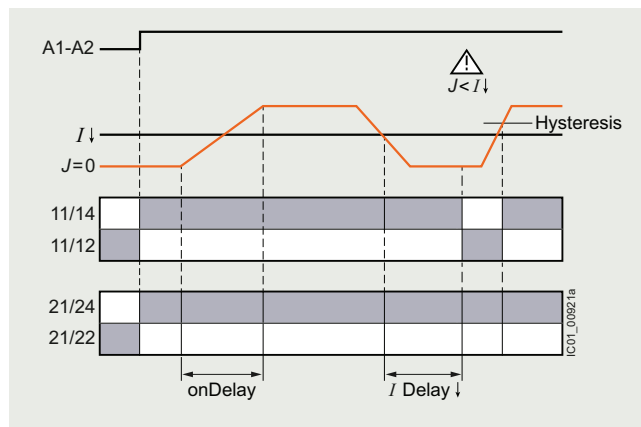 A1-A2
J< I↓
Hysteresis
I↓
J=0
11/14
11/12
21/24
21/22
IC01_00921a
onDelay
I Delay↓